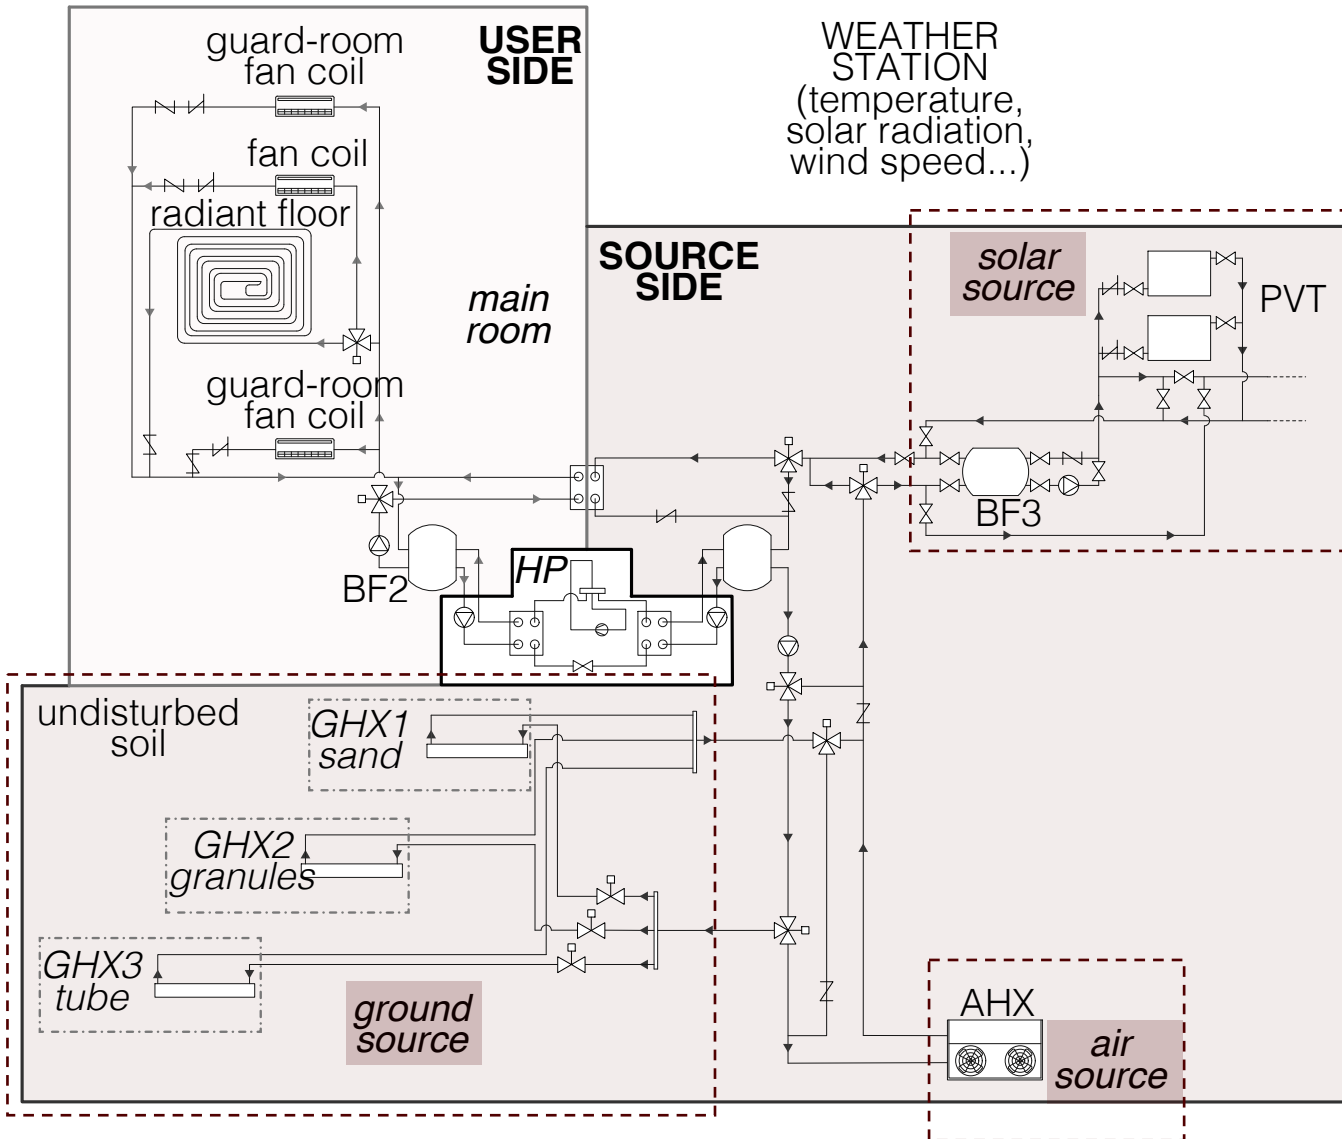 guard-room
fan coil
USER
SIDE
WEATHER
STATION
(temperature,
solar radiation,
wind speed...)
fan coil
radiant floor
main
room
SOURCE
SIDE
solar
source
PVT
guard-room
fan coil
BF3
HP
BF2
undisturbed
soil
GHX1
sand
GHX2
granules
GHX3
tube
ground
source
AHX
air
source